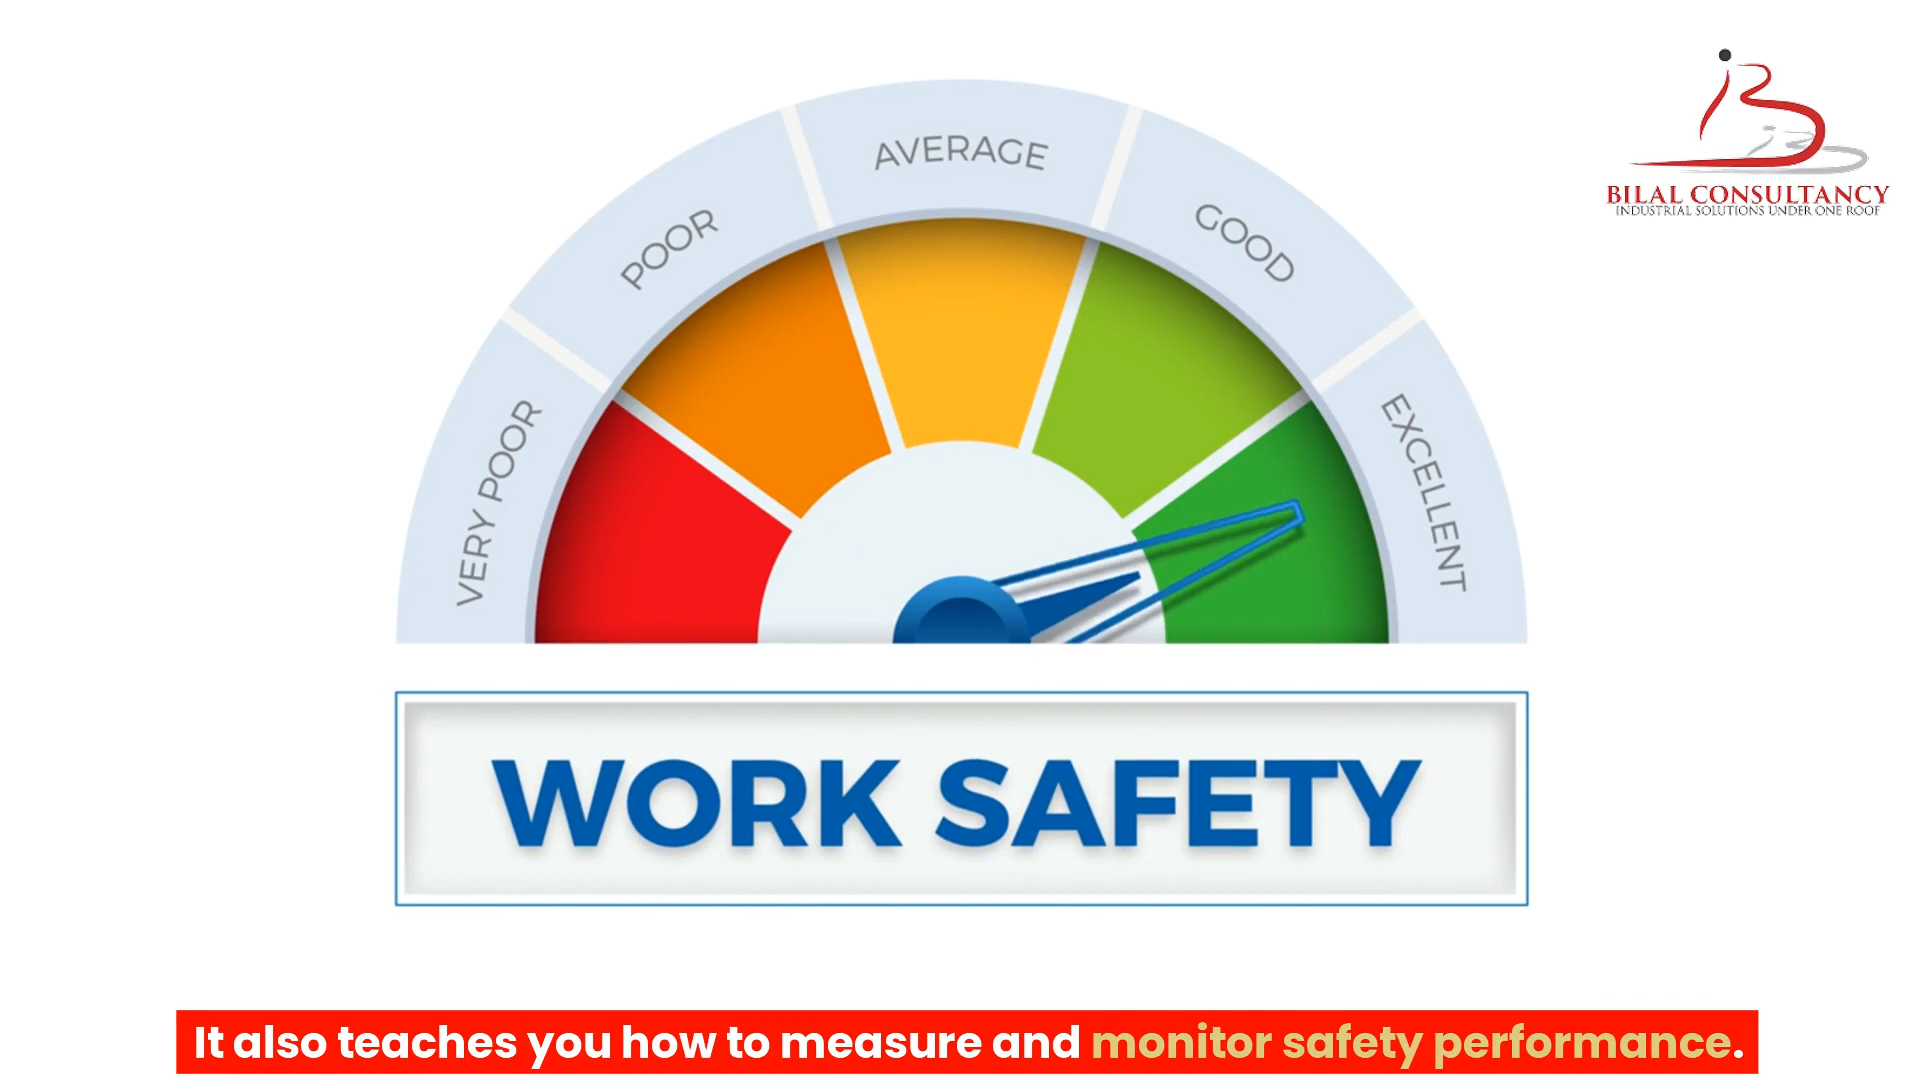 VERY POOR
POOR
AVERAGE
GOOD
EXCELLENT
BILAL CONSULTANCY
INDUSTRIAL SOLUTIONS UNDER ONE ROOF
WORK SAFETY
It also teaches you how to measure and monitor safety performance.